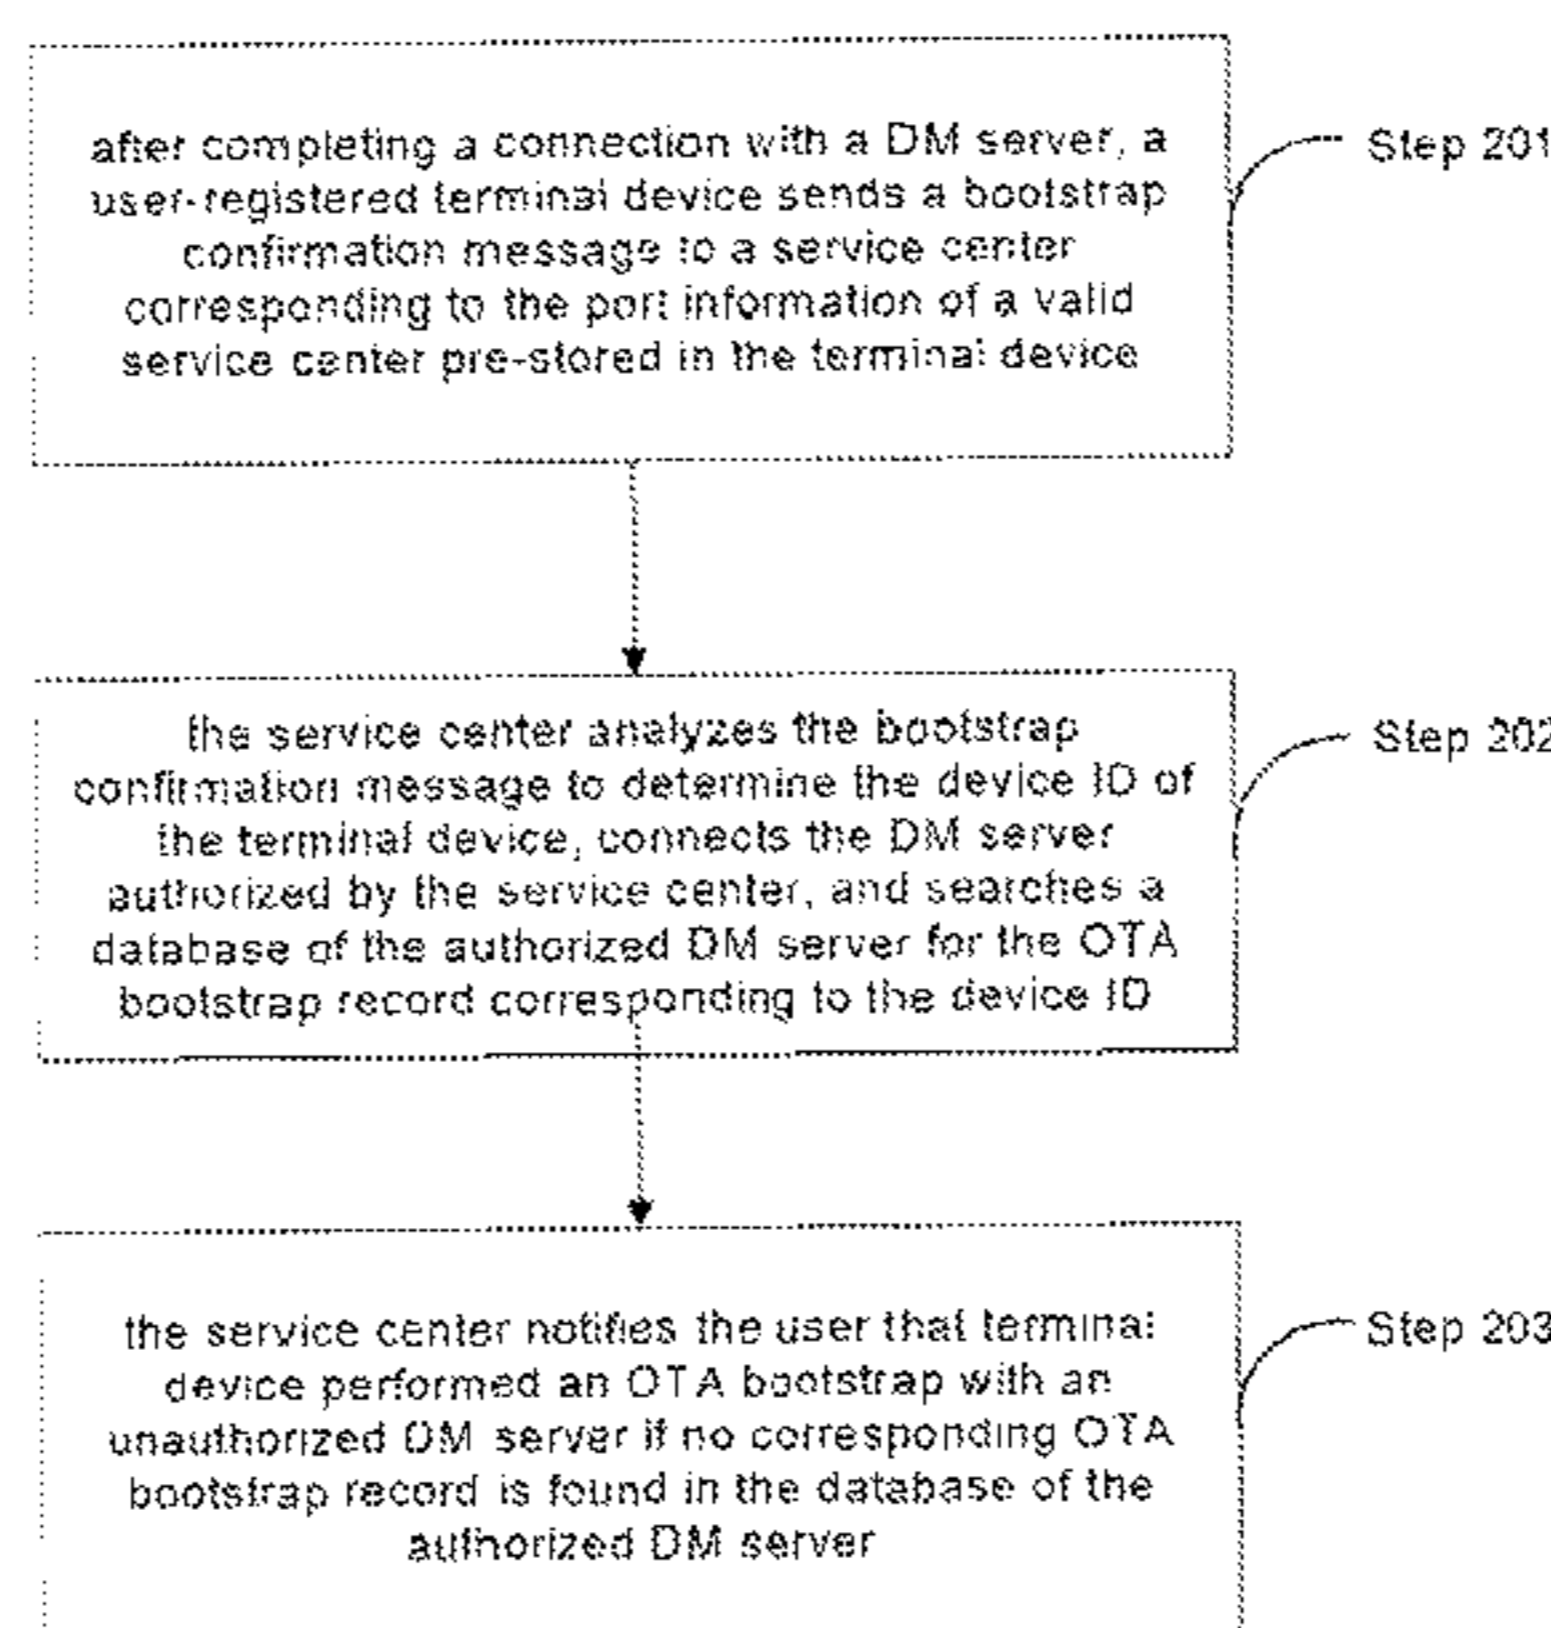 after completing a connection with a DM server, a
user-registered terminal device sends a bootstrap
confirmation message to a service center
corresponding to the port information of a valid
service center pre-stored in the terminal device
Step 201
the service center analyzes the bootstrap
confirmation message to determine the device ID of
the terminal device, connects the DM server
authorized by the service center, and searches a
database of the authorized DM server for the OTA
bootstrap record corresponding to the device ID
Step 202
the service center notifies the user that terminal
device performed an OTA bootstrap with an
unauthorized DM server if no corresponding OTA
bootstrap record is found in the database of the
authorized DM server
Step 203